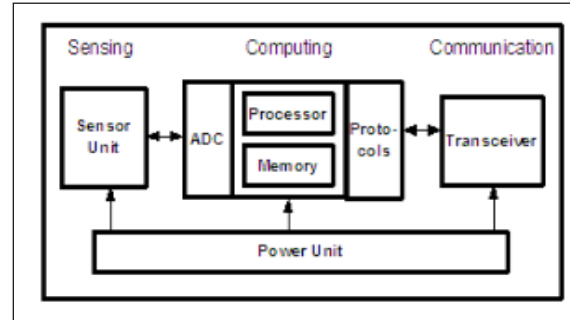 Sensing
Computing
Communication
Sensor
Unit
ADC
Processor
Memory
Proto-
cols
Transceiver
Power Unit